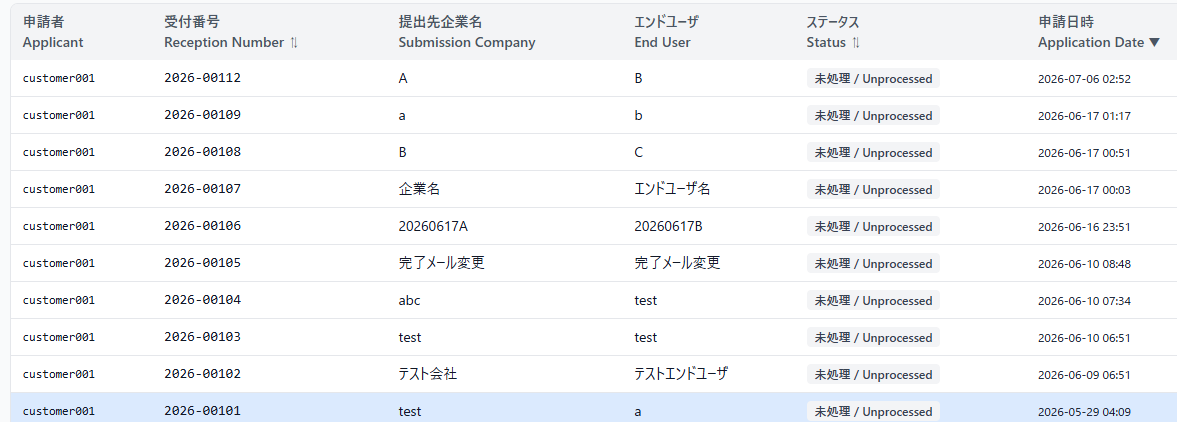 申請者 受付番号 提出先企業名 エンドユーザ ステータス 申請日時
Applicant Reception Number ⇅ Submission Company End User Status ⇅ Application Date ▼
customer001 2026-00112 A B 未処理 / Unprocessed 2026-07-06 02:52
customer001 2026-00109 a b 未処理 / Unprocessed 2026-06-17 01:17
customer001 2026-00108 B C 未処理 / Unprocessed 2026-06-17 00:51
customer001 2026-00107 企業名 エンドユーザ名 未処理 / Unprocessed 2026-06-17 00:03
customer001 2026-00106 20260617A 20260617B 未処理 / Unprocessed 2026-06-16 23:51
customer001 2026-00105 完了メール変更 完了メール変更 未処理 / Unprocessed 2026-06-10 08:48
customer001 2026-00104 abc test 未処理 / Unprocessed 2026-06-10 07:34
customer001 2026-00103 test test 未処理 / Unprocessed 2026-06-10 06:51
customer001 2026-00102 テスト会社 テストエンドユーザ 未処理 / Unprocessed 2026-06-09 06:51
customer001 2026-00101 test a 未処理 / Unprocessed 2026-05-29 04:09